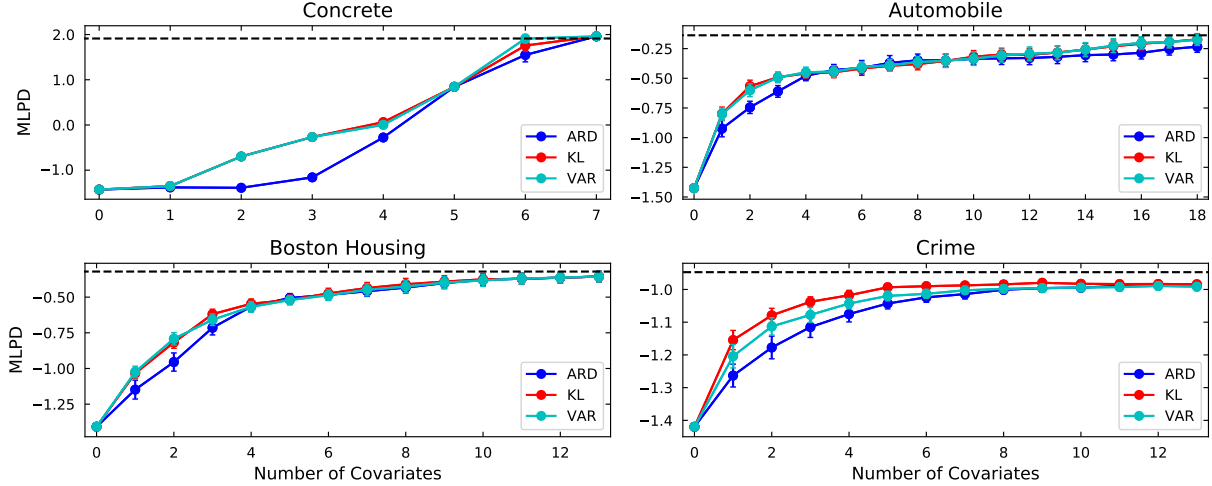 Concrete
MLPD
2.0
1.0
0.0
−1.0
0 1 2 3 4 5 6 7
ARD
KL
VAR
Automobile
−0.25
−0.50
−0.75
−1.00
−1.25
−1.50
0 2 4 6 8 10 12 14 16 18
ARD
KL
VAR
Boston Housing
MLPD
−0.50
−0.75
−1.00
−1.25
0 2 4 6 8 10 12
Number of Covariates
ARD
KL
VAR
Crime
−1.0
−1.1
−1.2
−1.3
−1.4
0 2 4 6 8 10 12
Number of Covariates
ARD
KL
VAR